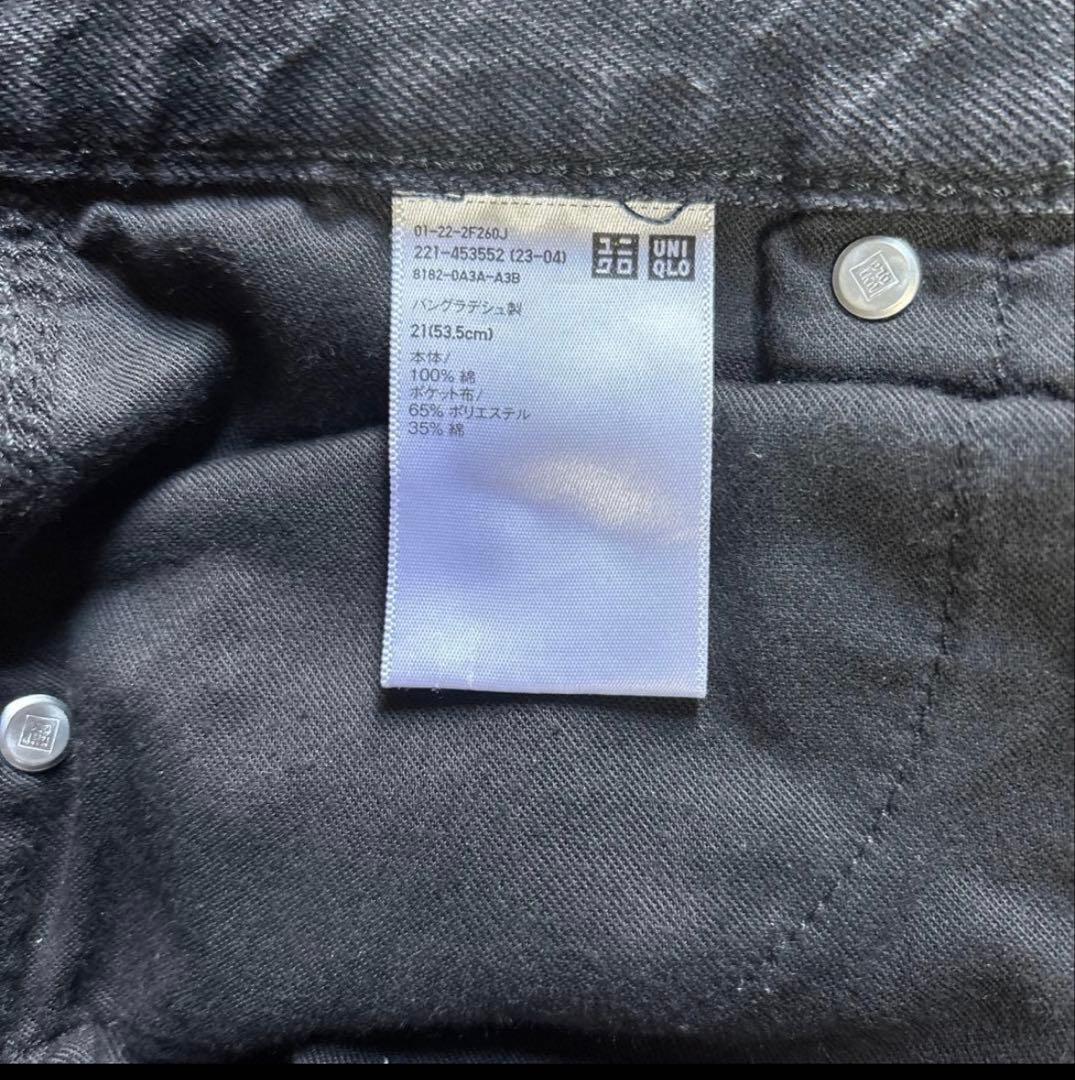 01-22-2F260J
221-453552 (23-04)
8182-0A3A-A3B
ユニ
クロ
UNI
QLO
バングラデシュ製
21(53.5cm)
本体/
100% 綿
ポケット布/
65% ポリエステル
35% 綿